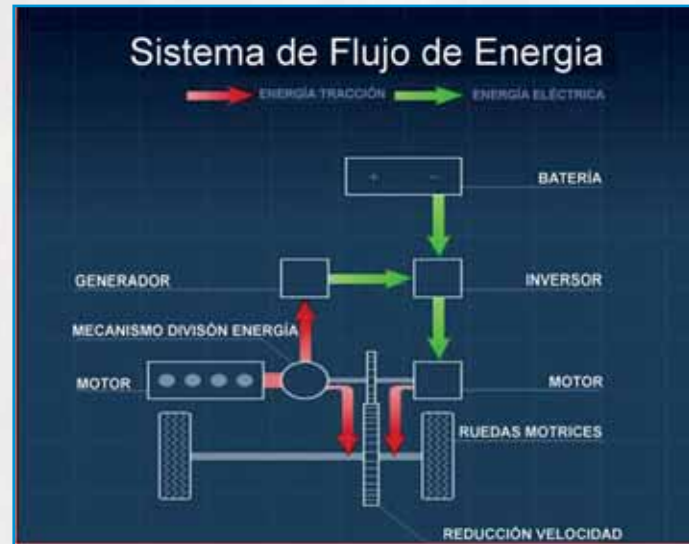 Sistema de Flujo de Energia
ENERGÍA TRACCIÓN ENERGÍA ELÉCTRICA
+ − BATERÍA
GENERADOR INVERSOR
MECANISMO DIVISÓN ENERGÍA
MOTOR MOTOR
RUEDAS MOTRICES
REDUCCIÓN VELOCIDAD